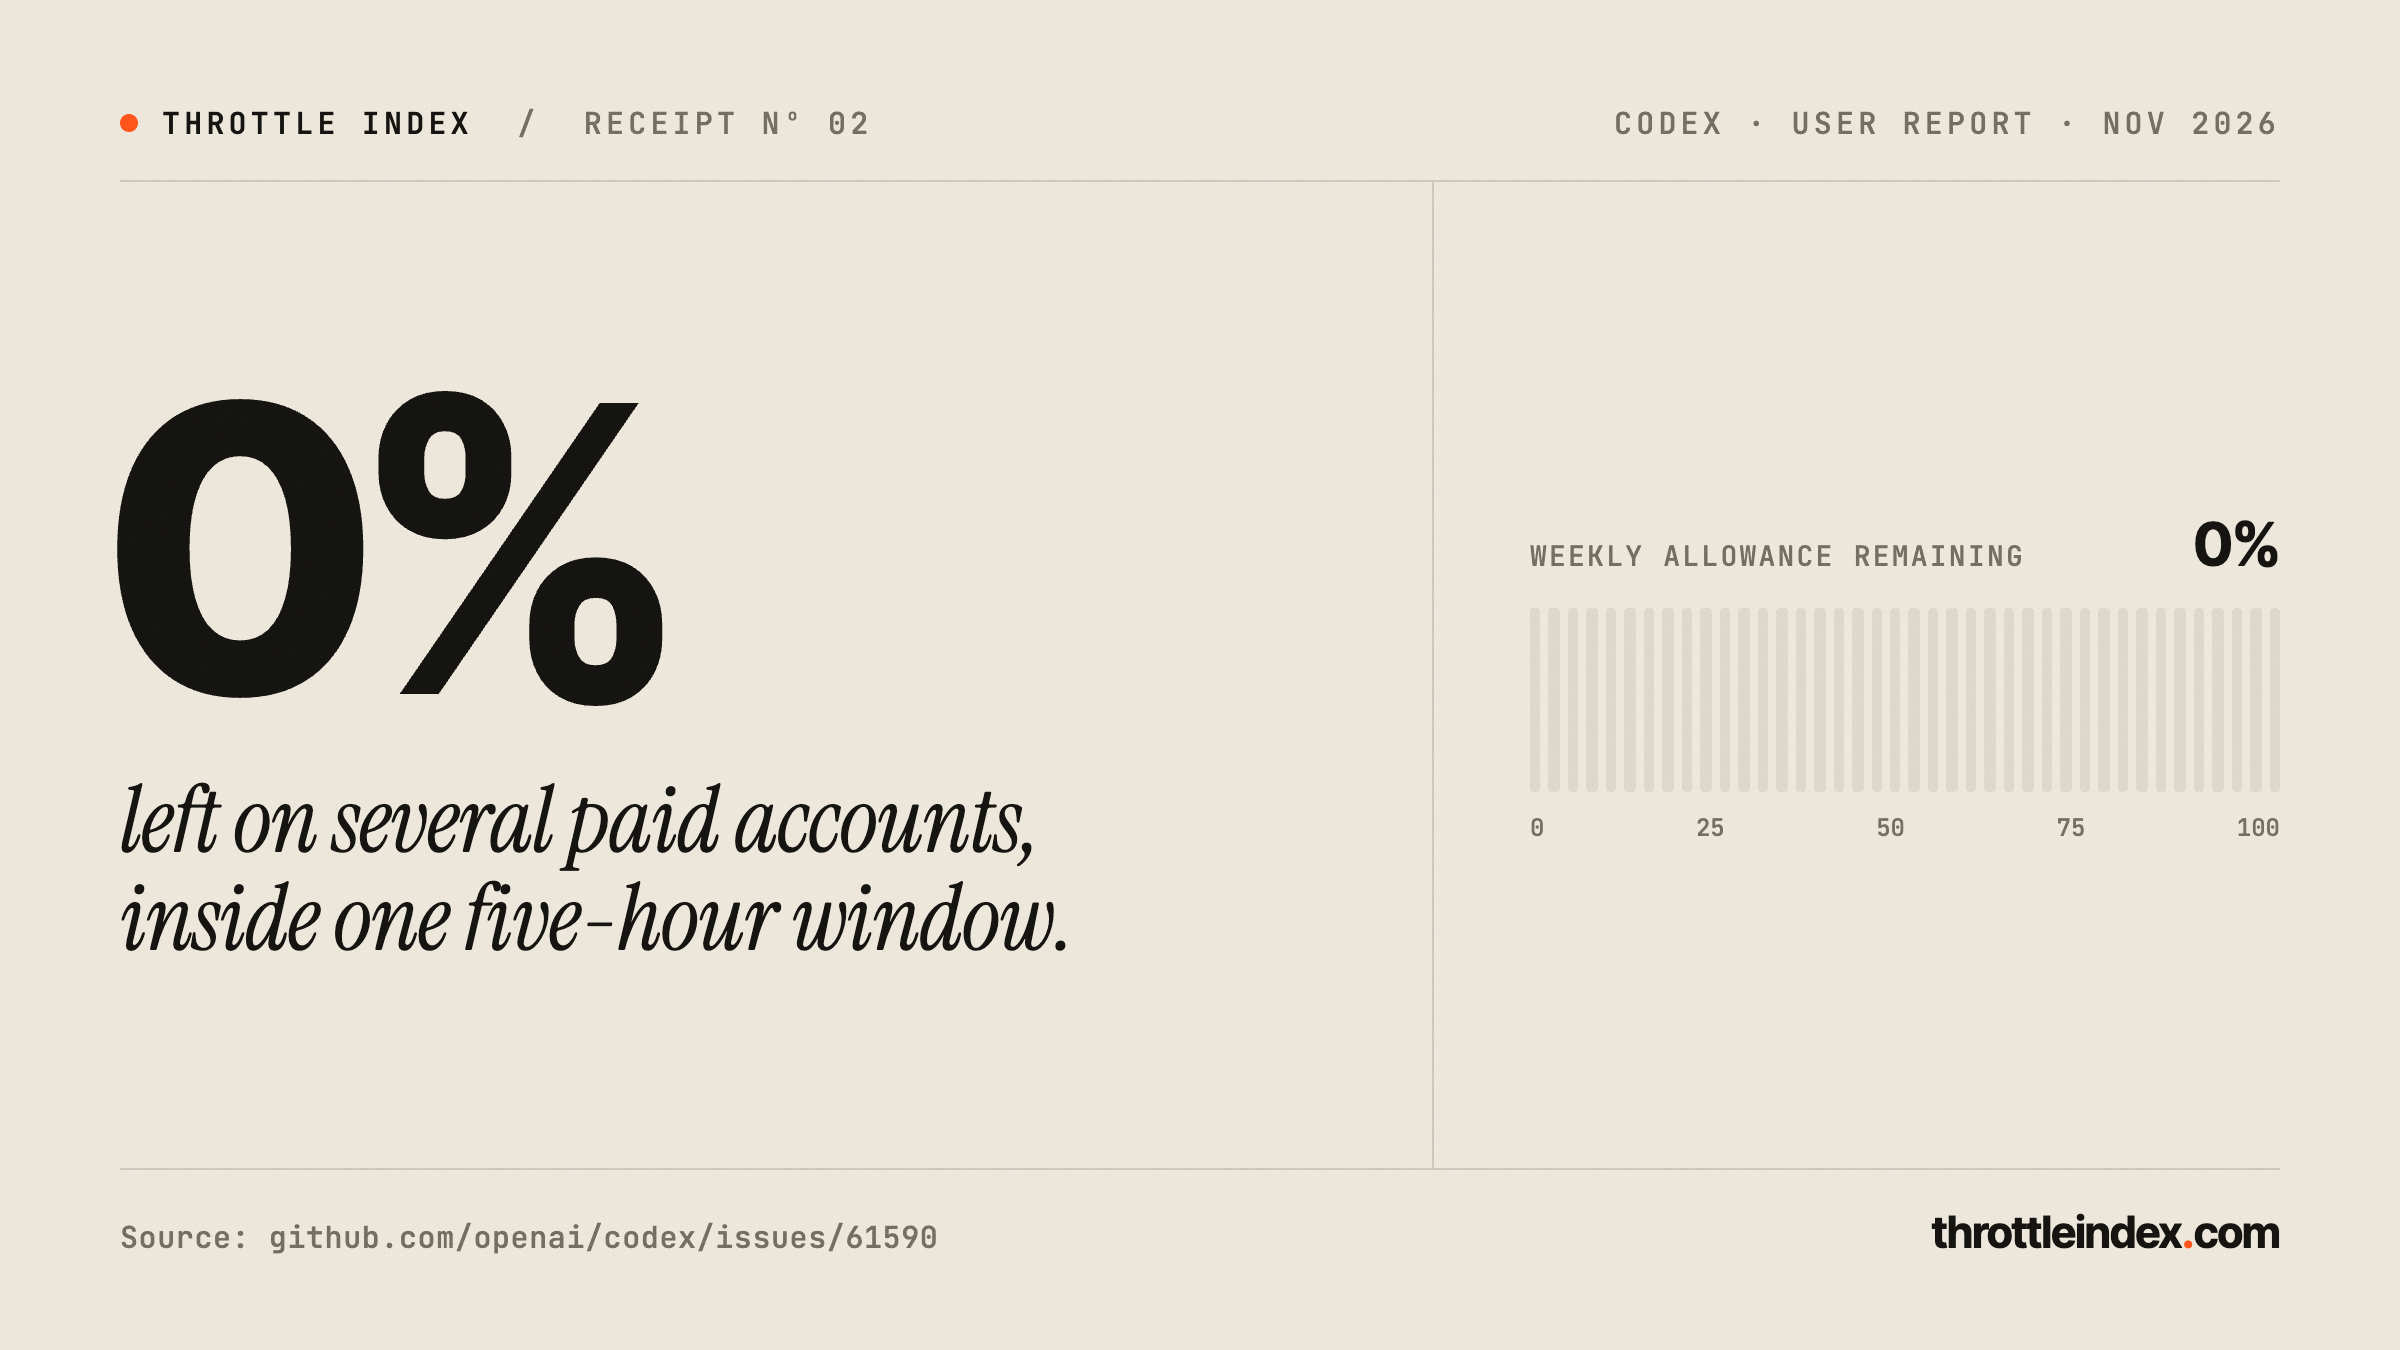 THROTTLE INDEX / RECEIPT Nº 02
CODEX · USER REPORT · NOV 2026
0%
left on several paid accounts,
inside one five-hour window.
WEEKLY ALLOWANCE REMAINING 0%
0 25 50 75 100
Source: github.com/openai/codex/issues/61590
throttleindex.com